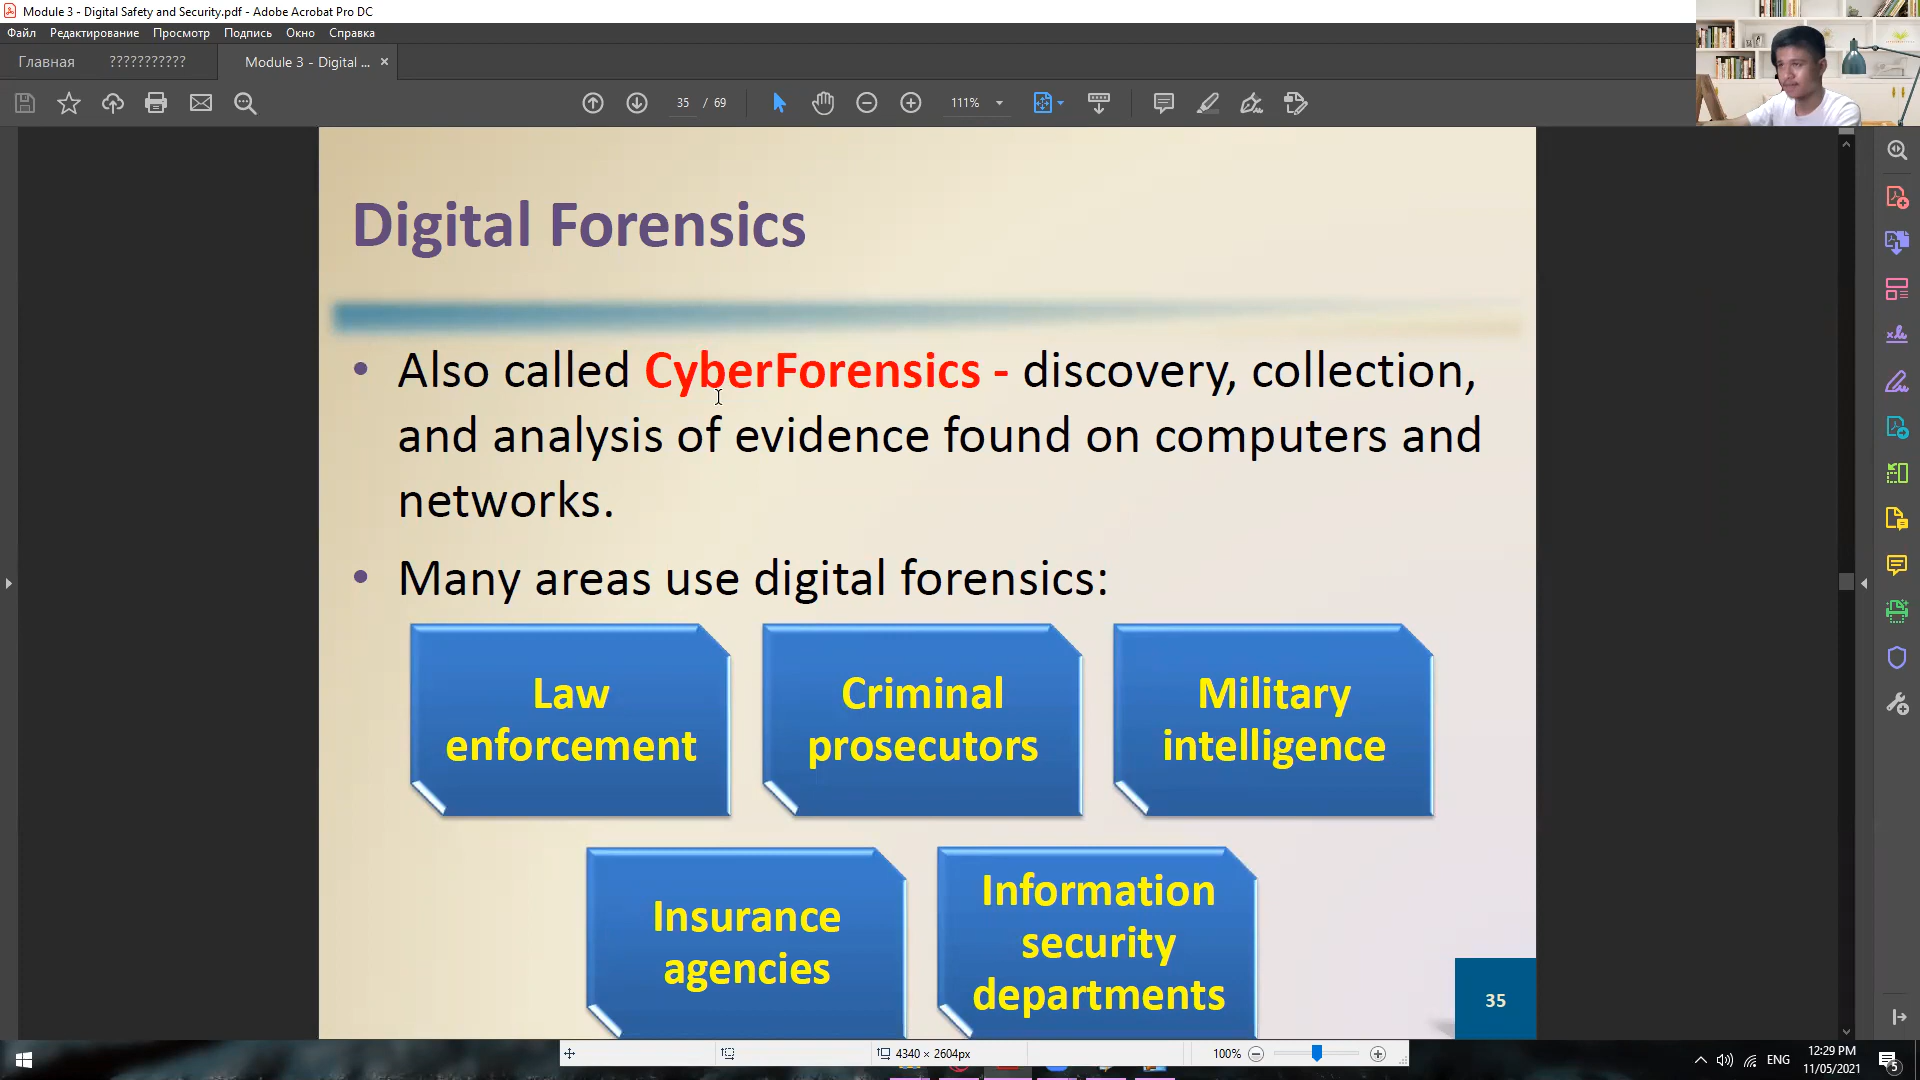 Module 3 - Digital Safety and Security.pdf - Adobe Acrobat Pro DC
Файл Редактирование Просмотр Подпись Окно Справка
Главная ??????????? Module 3 - Digital ... ×
35 / 69 111%
Digital Forensics
• Also called CyberForensics - discovery, collection,
and analysis of evidence found on computers and
networks.
• Many areas use digital forensics:
Law
enforcement
Criminal
prosecutors
Military
intelligence
Insurance
agencies
Information
security
departments
35
4340 × 2604px 100%
ENG
12:29 PM
11/05/2021
5